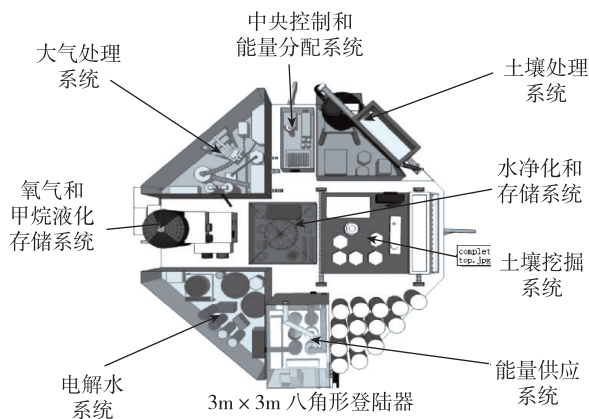 中央控制和
能量分配系统
大气处理
系统
土壤处理
系统
氧气和
甲烷液化
存储系统
水净化和
存储系统
complet
top.jpg
土壤挖掘
系统
电解水
系统
能量供应
系统
3m×3m 八角形登陆器